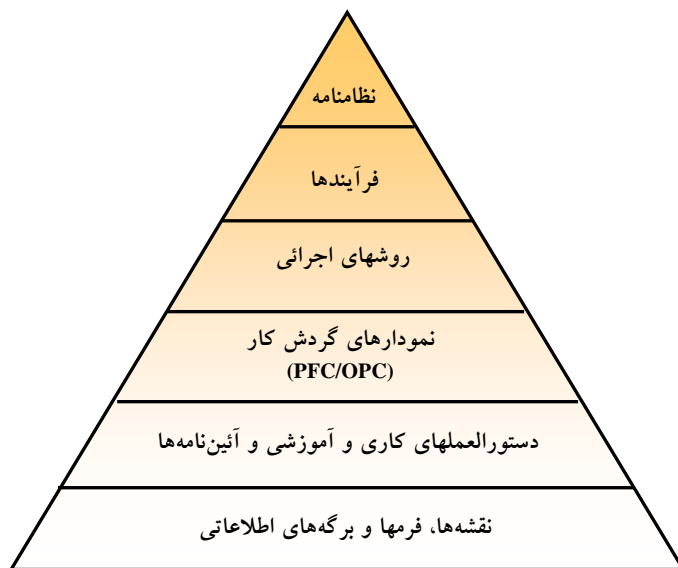 نظامنامه
فرآیندها
روشهای اجرائی
نمودارهای گردش کار
(PFC/OPC)
دستورالعملهای کاری و آموزشی و آئین‌نامه‌ها
نقشه‌ها، فرمها و برگه‌های اطلاعاتی